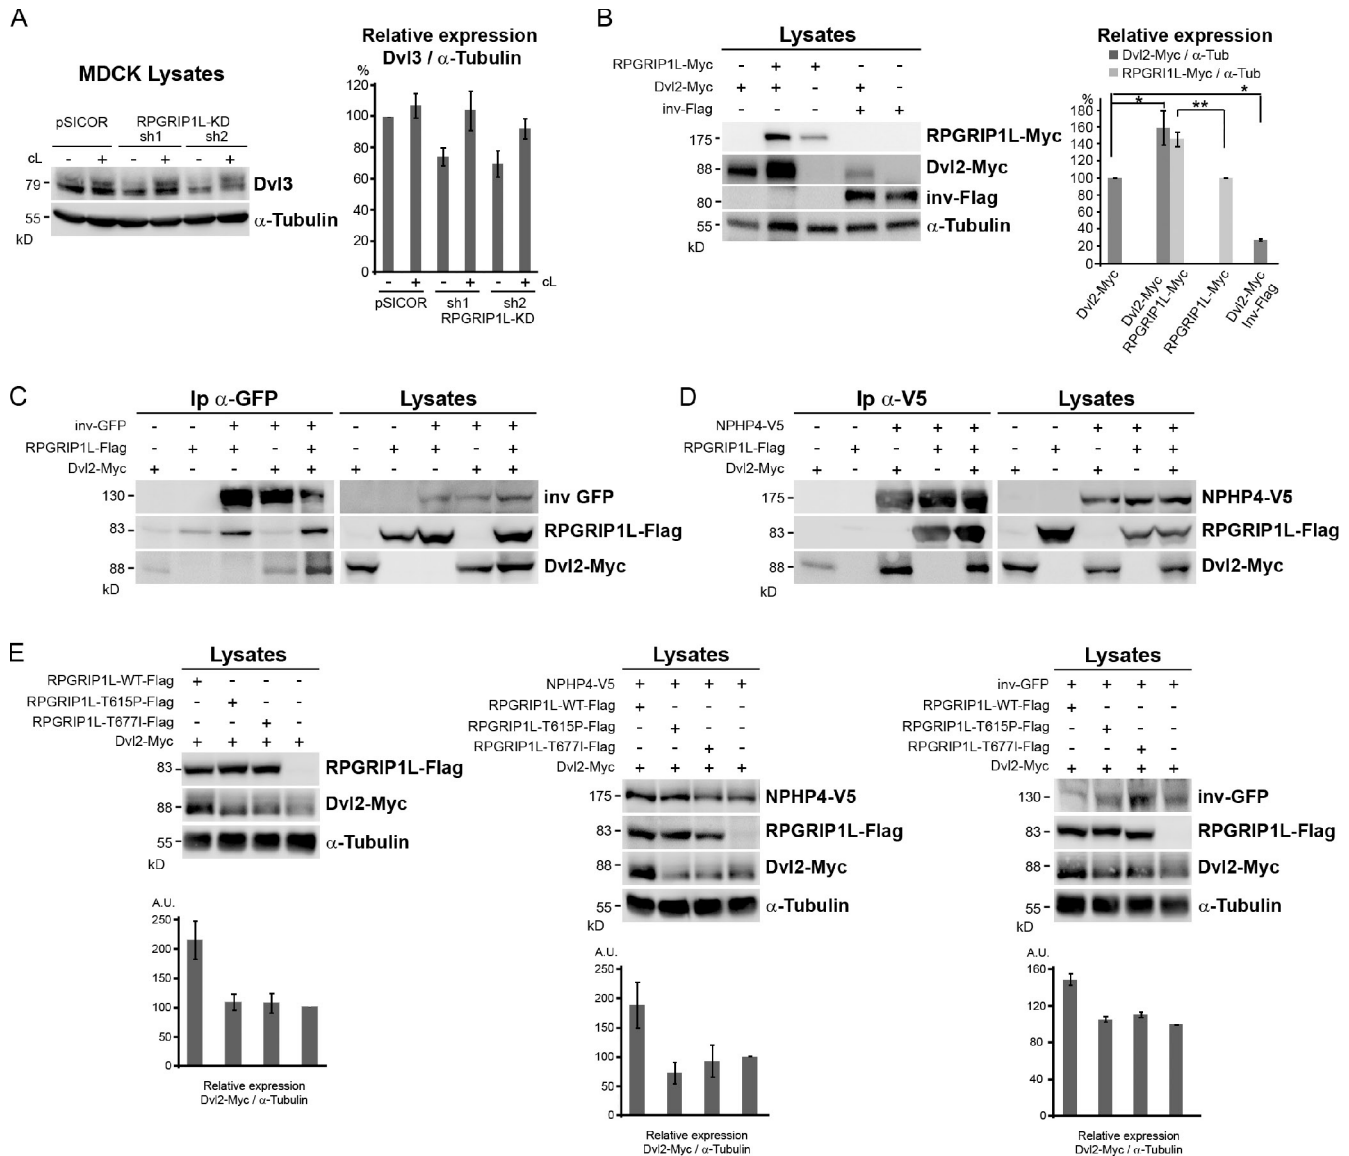 A
MDCK Lysates
pSICOR RPGRIP1L-KD
sh1 sh2
cL - + - + - +
79 Dvl3
55 α-Tubulin
kD
Relative expression
Dvl3 / α-Tubulin
%
120
100
80
60
40
20
0
- + - + - + cL
pSICOR sh1 sh2
RPGRIP1L-KD
B
Lysates
RPGRIP1L-Myc - + + - -
Dvl2-Myc + + - + -
inv-Flag - - - + +
175 RPGRIP1L-Myc
88 Dvl2-Myc
80 inv-Flag
55 α-Tubulin
kD
Relative expression
Dvl2-Myc / α-Tub
RPGRI1L-Myc / α-Tub
%
180
160
140
120
100
80
60
40
20
0
* ** *
Dvl2-Myc
Dvl2-Myc
RPGRIP1L-Myc
RPGRIP1L-Myc
Dvl2-Myc
Inv-Flag
C
Ip α-GFP Lysates
inv-GFP - - + + + - - + + +
RPGRIP1L-Flag - + + - + - + + - +
Dvl2-Myc + - - + + + - - + +
130 inv GFP
83 RPGRIP1L-Flag
88 Dvl2-Myc
kD
D
Ip α-V5 Lysates
NPHP4-V5 - - + + + - - + + +
RPGRIP1L-Flag - + - + + - + - + +
Dvl2-Myc + - + - + + - + - +
175 NPHP4-V5
83 RPGRIP1L-Flag
88 Dvl2-Myc
kD
E
Lysates
RPGRIP1L-WT-Flag + - - -
RPGRIP1L-T615P-Flag - + - -
RPGRIP1L-T677I-Flag - - + -
Dvl2-Myc + + + +
83 RPGRIP1L-Flag
88 Dvl2-Myc
55 α-Tubulin
kD
A.U.
250
200
150
100
50
0
Relative expression
Dvl2-Myc / α-Tubulin
Lysates
NPHP4-V5 + + + +
RPGRIP1L-WT-Flag + - - -
RPGRIP1L-T615P-Flag - + - -
RPGRIP1L-T677I-Flag - - + -
Dvl2-Myc + + + +
175 NPHP4-V5
83 RPGRIP1L-Flag
88 Dvl2-Myc
55 α-Tubulin
kD
A.U.
250
200
150
100
50
0
Relative expression
Dvl2-Myc / α-Tubulin
Lysates
inv-GFP + + + +
RPGRIP1L-WT-Flag + - - -
RPGRIP1L-T615P-Flag - + - -
RPGRIP1L-T677I-Flag - - + -
Dvl2-Myc + + + +
130 inv-GFP
83 RPGRIP1L-Flag
88 Dvl2-Myc
55 α-Tubulin
kD
A.U.
160
120
80
40
0
Relative expression
Dvl2-Myc / α-Tubulin